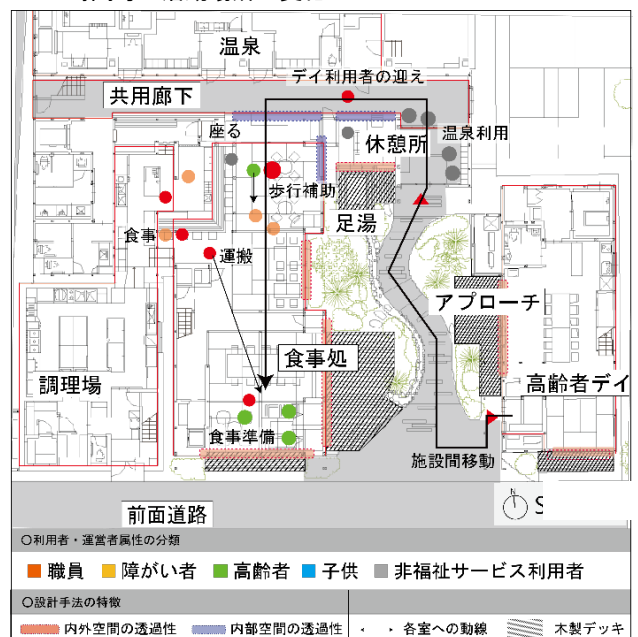 温泉
デイ利用者の迎え
共用廊下
座る
休憩所
温泉利用
歩行補助
足湯
食事
運搬
アプローチ
食事処
調理場
高齢者デイ
食事準備
施設間移動
N
前面道路
〇利用者・運営者属性の分類
職員 障がい者 高齢者 子供 非福祉サービス利用者
〇設計手法の特徴
内外空間の透過性 内部空間の透過性 各室への動線 木製デッキ